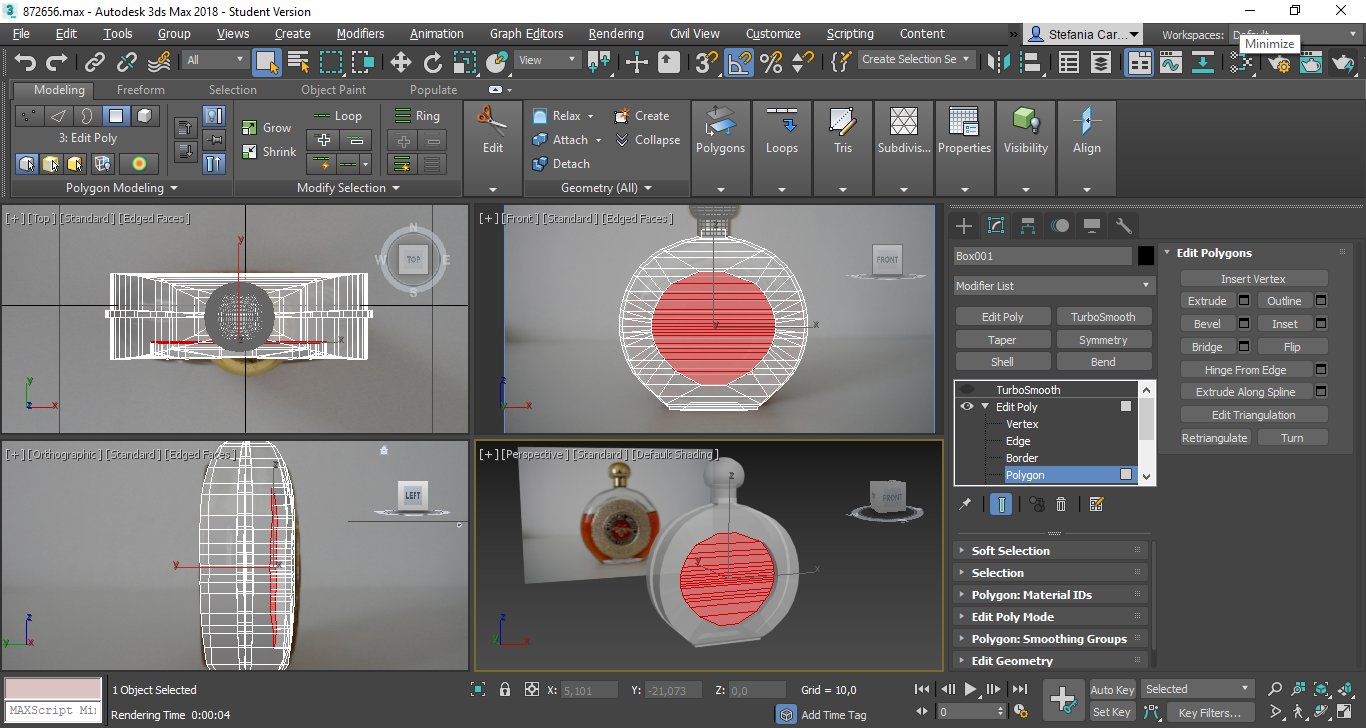 872656.max - Autodesk 3ds Max 2018 - Student Version
File Edit Tools Group Views Create Modifiers Animation Graph Editors Rendering Civil View Customize Scripting Content » Stefania Car... Workspaces:
Minimize
All View Create Selection Se
Modeling Freeform Selection Object Paint Populate
3: Edit Poly
Polygon Modeling
Grow
Shrink
Loop
Ring
Modify Selection
Edit
Relax
Create
Attach
Collapse
Detach
Geometry (All)
Polygons
Loops
Tris
Subdivis...
Properties
Visibility
Align
[+] [Top] [Standard] [Edged Faces]
N
W TOP E
S
y
x
y
z x
[+] [Front] [Standard] [Edged Faces]
FRONT
y x
z
x
[+] [Orthographic] [Standard] [Edged Faces]
LEFT
z
y x
z
y x
[+] [Perspective] [Standard] [Default Shading]
FRONT
z
y x
z
x
Box001
Modifier List
Edit Poly TurboSmooth
Taper Symmetry
Shell Bend
TurboSmooth
Edit Poly
Vertex
Edge
Border
Polygon
Soft Selection
Selection
Polygon: Material IDs
Edit Poly Mode
Polygon: Smoothing Groups
Edit Geometry
Edit Polygons
Insert Vertex
Extrude Outline
Bevel Inset
Bridge Flip
Hinge From Edge
Extrude Along Spline
Edit Triangulation
Retriangulate Turn
1 Object Selected
X: 5,101 Y: -21,073 Z: 0,0 Grid = 10,0
Auto Key Selected
MAXScript Mi
Rendering Time 0:00:04
Add Time Tag
0
Set Key Key Filters...